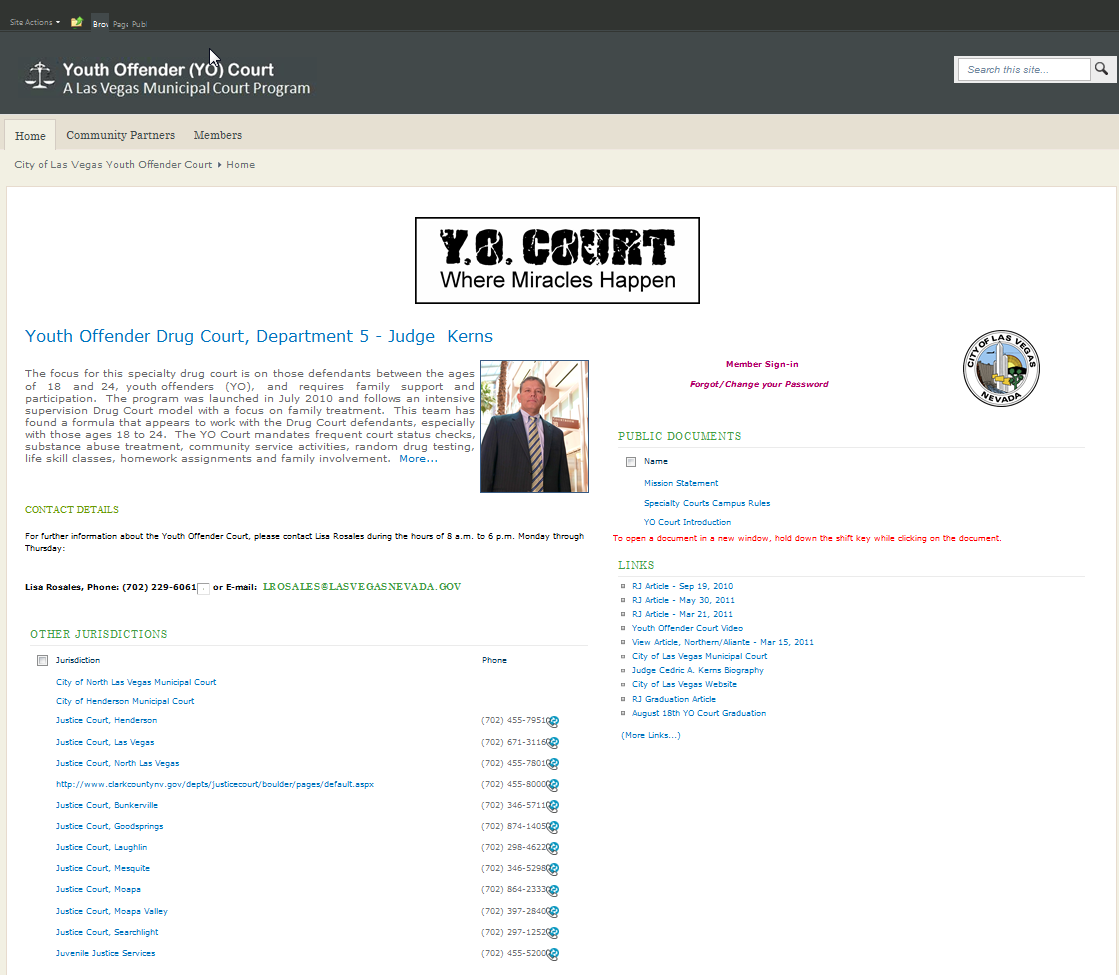 Site Actions
Brow
Page
Publ
Youth Offender (YO) Court
A Las Vegas Municipal Court Program
Search this site...
Home Community Partners Members
City of Las Vegas Youth Offender Court Home
Y.O. COURT
Where Miracles Happen
Youth Offender Drug Court, Department 5 - Judge Kerns
The focus for this specialty drug court is on those defendants between the ages
of 18 and 24, youth offenders (YO), and requires family support and
participation. The program was launched in July 2010 and follows an intensive
supervision Drug Court model with a focus on family treatment. This team has
found a formula that appears to work with the Drug Court defendants, especially
with those ages 18 to 24. The YO Court mandates frequent court status checks,
substance abuse treatment, community service activities, random drug testing,
life skill classes, homework assignments and family involvement. More...
CONTACT DETAILS
For further information about the Youth Offender Court, please contact Lisa Rosales during the hours of 8 a.m. to 6 p.m. Monday through
Thursday:
Lisa Rosales, Phone: (702) 229-6061 or E-mail: LROSALES@LASVEGASNEVADA.GOV
OTHER JURISDICTIONS
Jurisdiction Phone
City of North Las Vegas Municipal Court
City of Henderson Municipal Court
Justice Court, Henderson (702) 455-7951
Justice Court, Las Vegas (702) 671-3116
Justice Court, North Las Vegas (702) 455-7801
http://www.clarkcountynv.gov/depts/justicecourt/boulder/pages/default.aspx (702) 455-8000
Justice Court, Bunkerville (702) 346-5711
Justice Court, Goodsprings (702) 874-1405
Justice Court, Laughlin (702) 298-4622
Justice Court, Mesquite (702) 346-5298
Justice Court, Moapa (702) 864-2333
Justice Court, Moapa Valley (702) 397-2840
Justice Court, Searchlight (702) 297-1252
Juvenile Justice Services (702) 455-5200
Member Sign-in
Forgot/Change your Password
CITY OF LAS VEGAS
NEVADA
PUBLIC DOCUMENTS
Name
Mission Statement
Specialty Courts Campus Rules
YO Court Introduction
To open a document in a new window, hold down the shift key while clicking on the document.
LINKS
RJ Article - Sep 19, 2010
RJ Article - May 30, 2011
RJ Article - Mar 21, 2011
Youth Offender Court Video
View Article, Northern/Aliante - Mar 15, 2011
City of Las Vegas Municipal Court
Judge Cedric A. Kerns Biography
City of Las Vegas Website
RJ Graduation Article
August 18th YO Court Graduation
(More Links...)